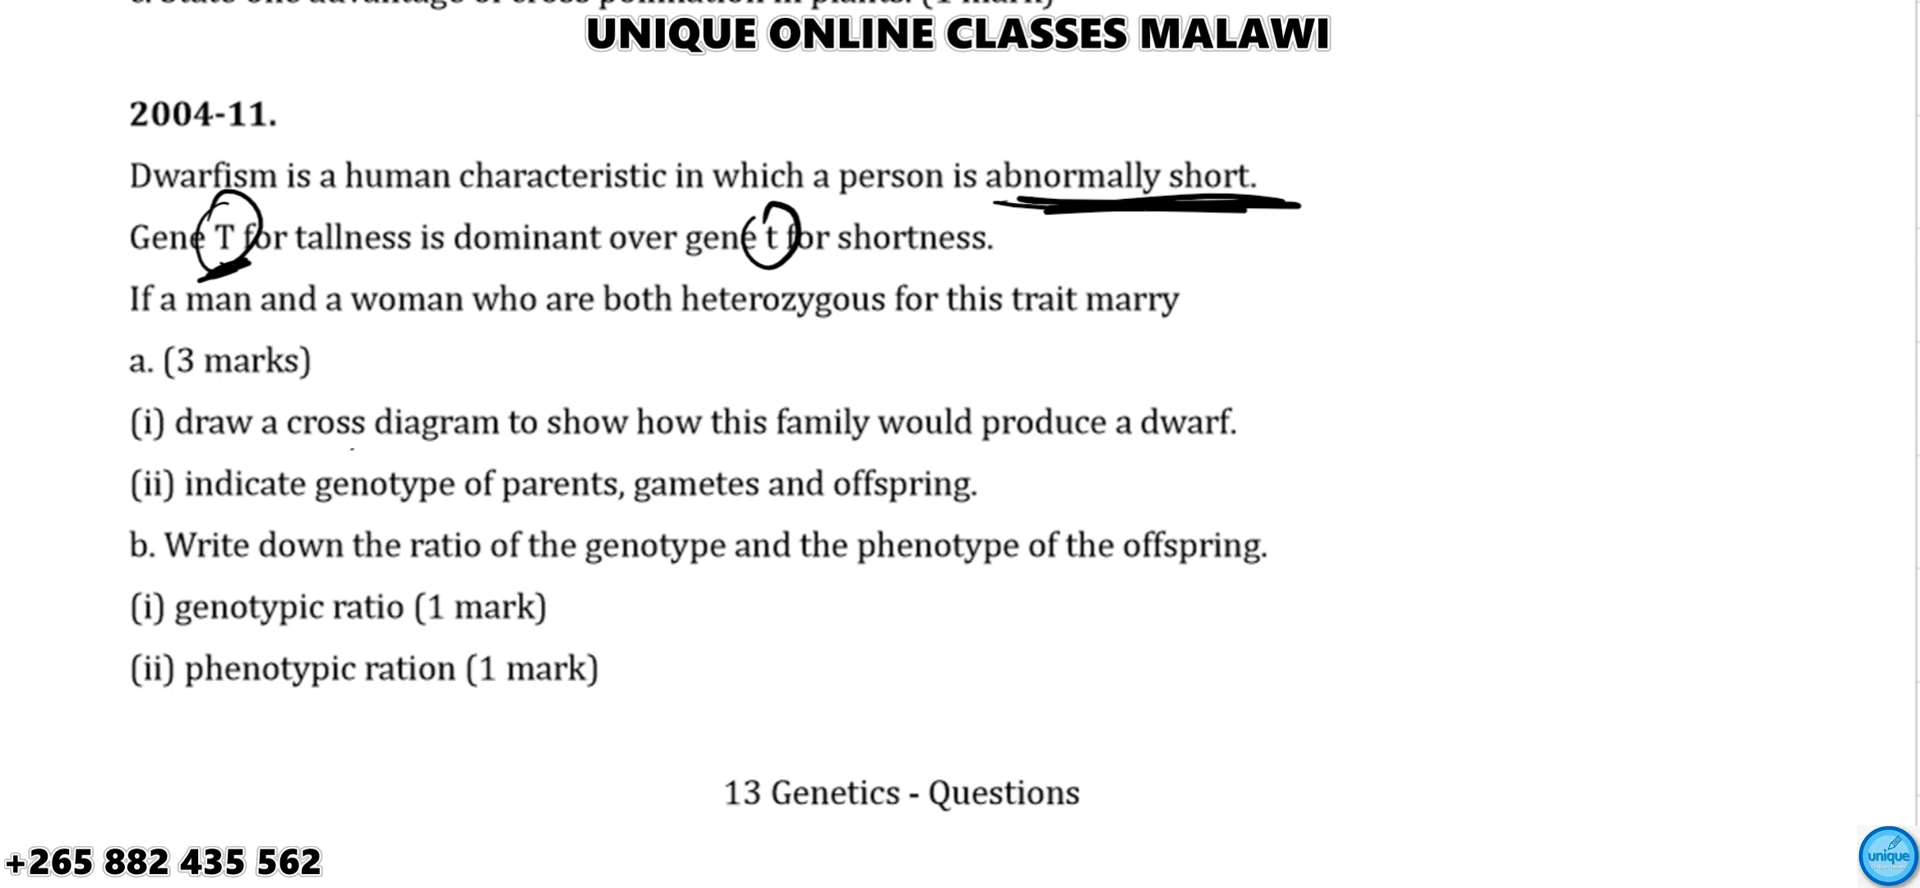 UNIQUE ONLINE CLASSES MALAWI
2004-11.
Dwarfism is a human characteristic in which a person is abnormally short.
Gene T for tallness is dominant over gene t for shortness.
If a man and a woman who are both heterozygous for this trait marry
a. (3 marks)
(i) draw a cross diagram to show how this family would produce a dwarf.
(ii) indicate genotype of parents, gametes and offspring.
b. Write down the ratio of the genotype and the phenotype of the offspring.
(i) genotypic ratio (1 mark)
(ii) phenotypic ration (1 mark)
13 Genetics - Questions
+265 882 435 562
unique